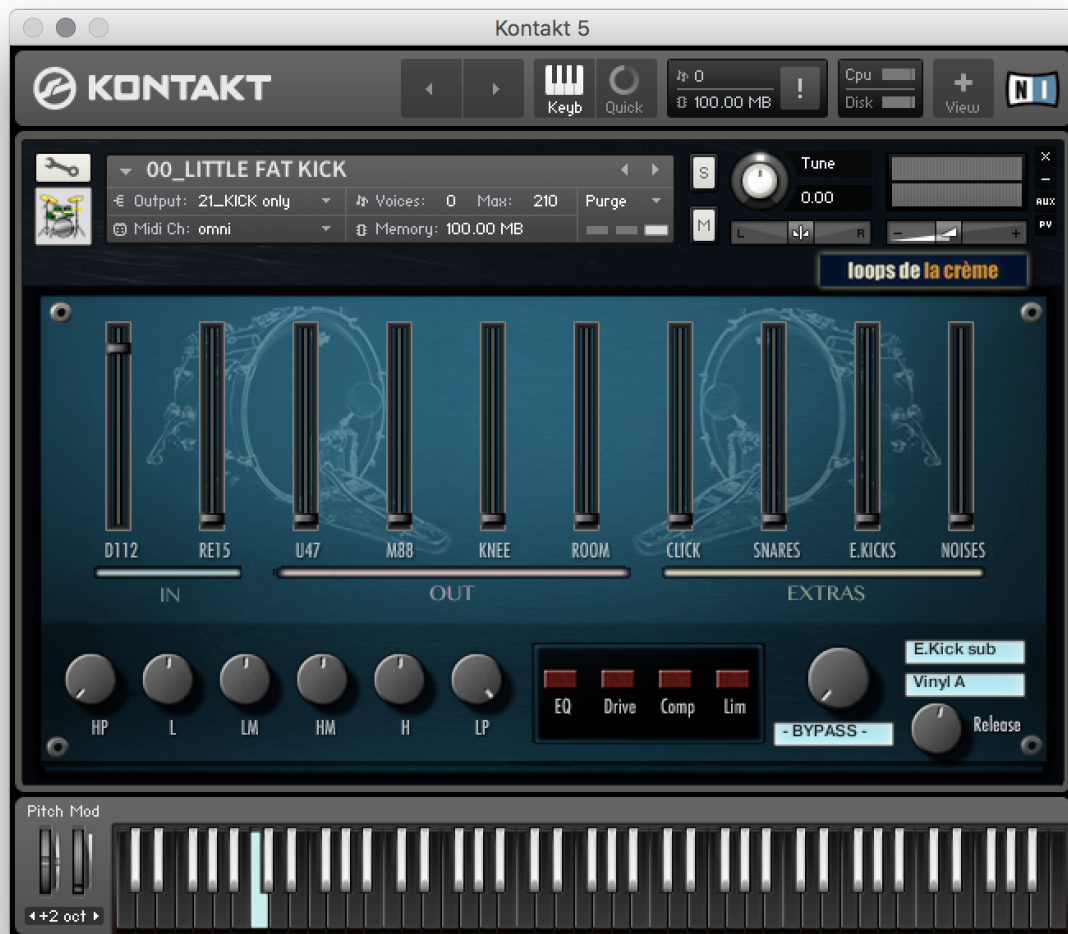 Kontakt 5
KONTAKT
Keyb
Quick
0
100.00 MB
!
Cpu
Disk
+
View
NI
00_LITTLE FAT KICK
Output: 21_KICK only
Voices: 0 Max: 210
Purge
Midi Ch: omni
Memory: 100.00 MB
S
M
Tune
0.00
L R
- +
x
-
AUX
PV
loops de la crème
D112 RE15 U47 M88 KNEE ROOM CLICK SNARES E.KICKS NOISES
IN OUT EXTRAS
HP L LM HM H LP
EQ Drive Comp Lim
- BYPASS -
E.Kick sub
Vinyl A
Release
Pitch Mod
+2 oct